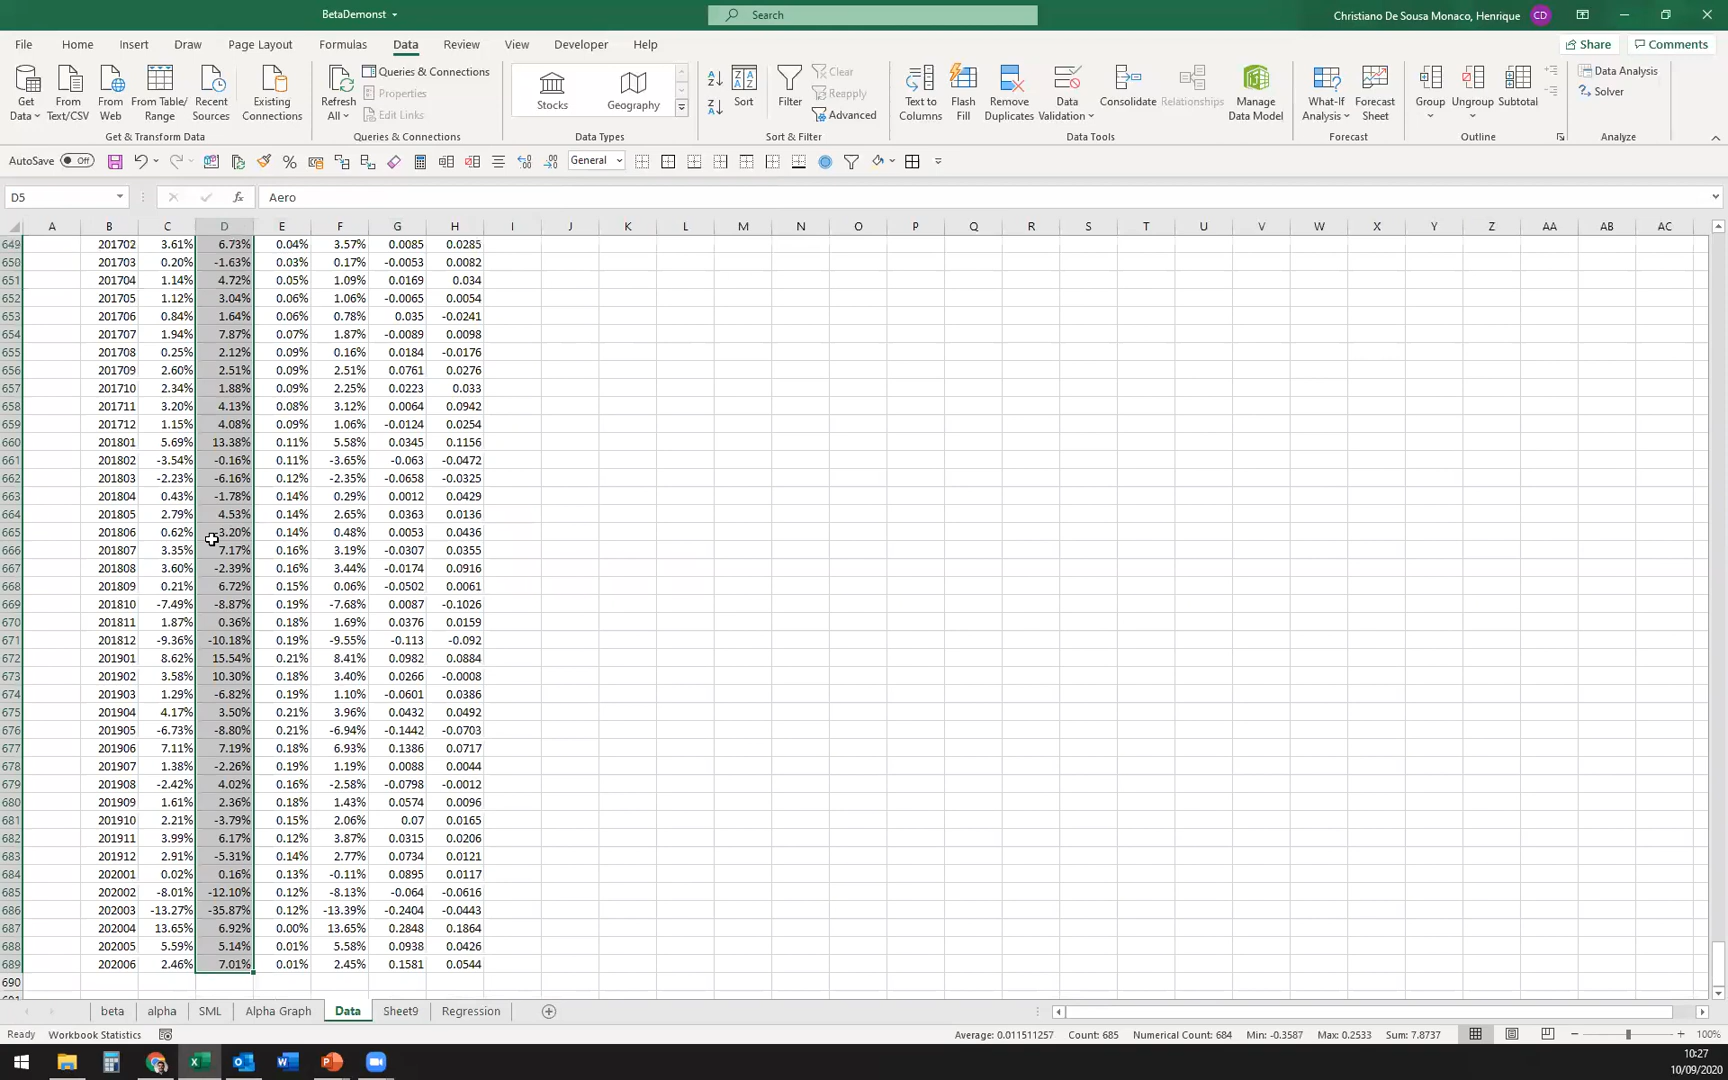 BetaDemonst
Search
Christiano De Sousa Monaco, Henrique CD
File Home Insert Draw Page Layout Formulas Data Review View Developer Help Share Comments
Get Data From Text/CSV From Web From Table/ Range Recent Sources Existing Connections Refresh All Queries & Connections Properties Edit Links Stocks Geography Sort Filter Clear Reapply Advanced Text to Columns Flash Fill Remove Duplicates Data Validation Consolidate Relationships Manage Data Model What-If Analysis Forecast Sheet Group Ungroup Subtotal Data Analysis Solver
Get & Transform Data Queries & Connections Data Types Sort & Filter Data Tools Forecast Outline Analyze
AutoSave Off General
D5 fx Aero
A B C D E F G H I J K L M N O P Q R S T U V W X Y Z AA AB AC
649 201702 3.61% 6.73% 0.04% 3.57% 0.0085 0.0285
650 201703 0.20% -1.63% 0.03% 0.17% -0.0053 0.0082
651 201704 1.14% 4.72% 0.05% 1.09% 0.0169 0.034
652 201705 1.12% 3.04% 0.06% 1.06% -0.0065 0.0054
653 201706 0.84% 1.64% 0.06% 0.78% 0.035 -0.0241
654 201707 1.94% 7.87% 0.07% 1.87% -0.0089 0.0098
655 201708 0.25% 2.12% 0.09% 0.16% 0.0184 -0.0176
656 201709 2.60% 2.51% 0.09% 2.51% 0.0761 0.0276
657 201710 2.34% 1.88% 0.09% 2.25% 0.0223 0.033
658 201711 3.20% 4.13% 0.08% 3.12% 0.0064 0.0942
659 201712 1.15% 4.08% 0.09% 1.06% -0.0124 0.0254
660 201801 5.69% 13.38% 0.11% 5.58% 0.0345 0.1156
661 201802 -3.54% -0.16% 0.11% -3.65% -0.063 -0.0472
662 201803 -2.23% -6.16% 0.12% -2.35% -0.0658 -0.0325
663 201804 0.43% -1.78% 0.14% 0.29% 0.0012 0.0429
664 201805 2.79% 4.53% 0.14% 2.65% 0.0363 0.0136
665 201806 0.62% 3.20% 0.14% 0.48% 0.0053 0.0436
666 201807 3.35% 7.17% 0.16% 3.19% -0.0307 0.0355
667 201808 3.60% -2.39% 0.16% 3.44% -0.0174 0.0916
668 201809 0.21% 6.72% 0.15% 0.06% -0.0502 0.0061
669 201810 -7.49% -8.87% 0.19% -7.68% 0.0087 -0.1026
670 201811 1.87% 0.36% 0.18% 1.69% 0.0376 0.0159
671 201812 -9.36% -10.18% 0.19% -9.55% -0.113 -0.092
672 201901 8.62% 15.54% 0.21% 8.41% 0.0982 0.0884
673 201902 3.58% 10.30% 0.18% 3.40% 0.0266 -0.0008
674 201903 1.29% -6.82% 0.19% 1.10% -0.0601 0.0386
675 201904 4.17% 3.50% 0.21% 3.96% 0.0432 0.0492
676 201905 -6.73% -8.80% 0.21% -6.94% -0.1442 -0.0703
677 201906 7.11% 7.19% 0.18% 6.93% 0.1386 0.0717
678 201907 1.38% -2.26% 0.19% 1.19% 0.0088 0.0044
679 201908 -2.42% 4.02% 0.16% -2.58% -0.0798 -0.0012
680 201909 1.61% 2.36% 0.18% 1.43% 0.0574 0.0096
681 201910 2.21% -3.79% 0.15% 2.06% 0.07 0.0165
682 201911 3.99% 6.17% 0.12% 3.87% 0.0315 0.0206
683 201912 2.91% -5.31% 0.14% 2.77% 0.0734 0.0121
684 202001 0.02% 0.16% 0.13% -0.11% 0.0895 0.0117
685 202002 -8.01% -12.10% 0.12% -8.13% -0.064 -0.0616
686 202003 -13.27% -35.87% 0.12% -13.39% -0.2404 -0.0443
687 202004 13.65% 6.92% 0.00% 13.65% 0.2848 0.1864
688 202005 5.59% 5.14% 0.01% 5.58% 0.0938 0.0426
689 202006 2.46% 7.01% 0.01% 2.45% 0.1581 0.0544
690
beta alpha SML Alpha Graph Data Sheet9 Regression
Ready Workbook Statistics Average: 0.011511257 Count: 685 Numerical Count: 684 Min: -0.3587 Max: 0.2533 Sum: 7.8737 100%
10:27
10/09/2020